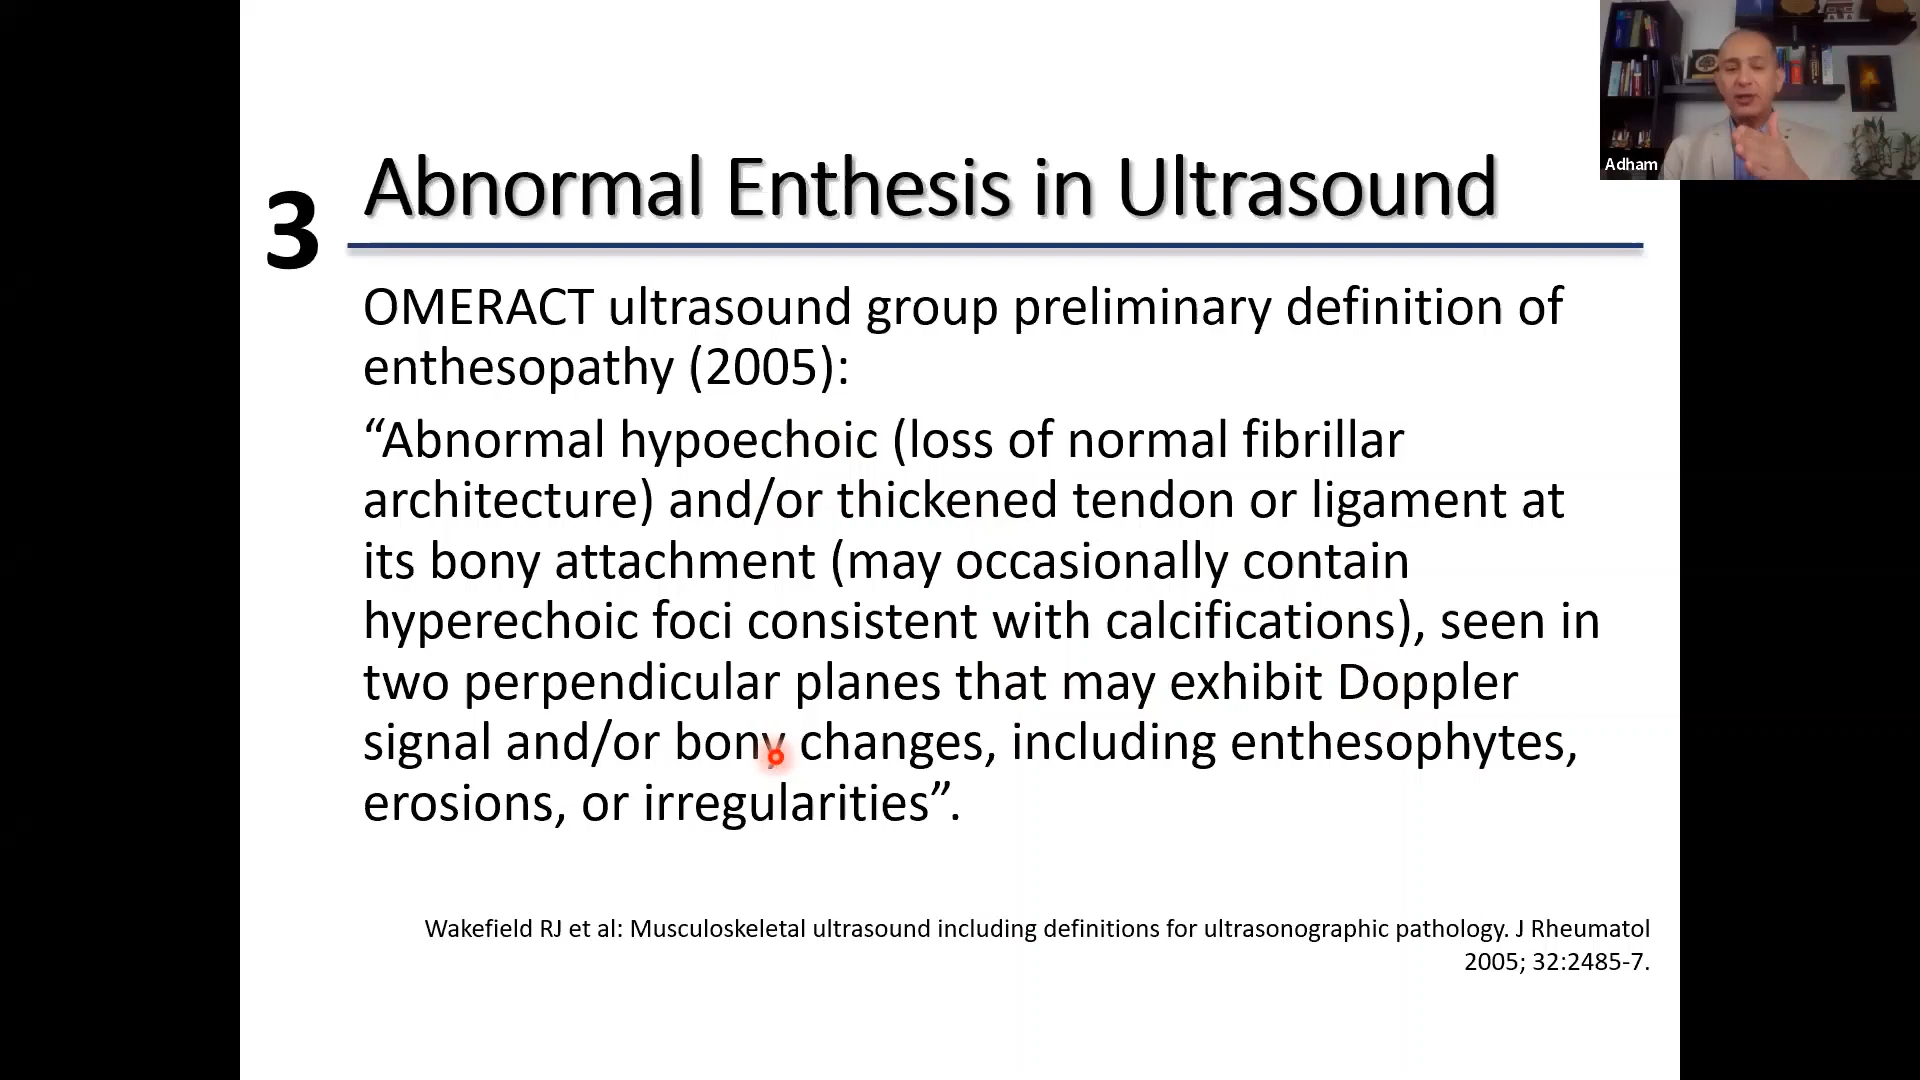 Adham
3
Abnormal Enthesis in Ultrasound
OMERACT ultrasound group preliminary definition of
enthesopathy (2005):
“Abnormal hypoechoic (loss of normal fibrillar
architecture) and/or thickened tendon or ligament at
its bony attachment (may occasionally contain
hyperechoic foci consistent with calcifications), seen in
two perpendicular planes that may exhibit Doppler
signal and/or bony changes, including enthesophytes,
erosions, or irregularities”.
Wakefield RJ et al: Musculoskeletal ultrasound including definitions for ultrasonographic pathology. J Rheumatol
2005; 32:2485-7.